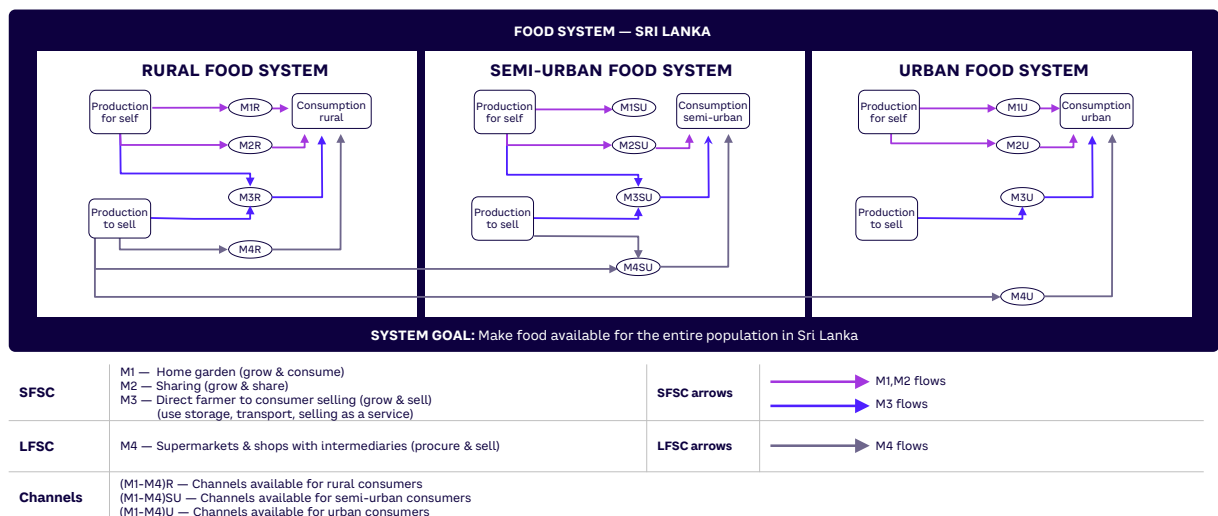 FOOD SYSTEM — SRI LANKA
RURAL FOOD SYSTEM
Production
for self
M1R
Consumption
rural
M2R
M3R
Production
to sell
M4R
SEMI-URBAN FOOD SYSTEM
Production
for self
M1SU
Consumption
semi-urban
M2SU
M3SU
Production
to sell
M4SU
URBAN FOOD SYSTEM
Production
for self
M1U
Consumption
urban
M2U
M3U
Production
to sell
M4U
SYSTEM GOAL: Make food available for the entire population in Sri Lanka
SFSC
M1 — Home garden (grow & consume)
M2 — Sharing (grow & share)
M3 — Direct farmer to consumer selling (grow & sell)
(use storage, transport, selling as a service)
SFSC arrows
M1,M2 flows
M3 flows
LFSC
M4 — Supermarkets & shops with intermediaries (procure & sell)
LFSC arrows
M4 flows
Channels
(M1-M4)R — Channels available for rural consumers
(M1-M4)SU — Channels available for semi-urban consumers
(M1-M4)U — Channels available for urban consumers